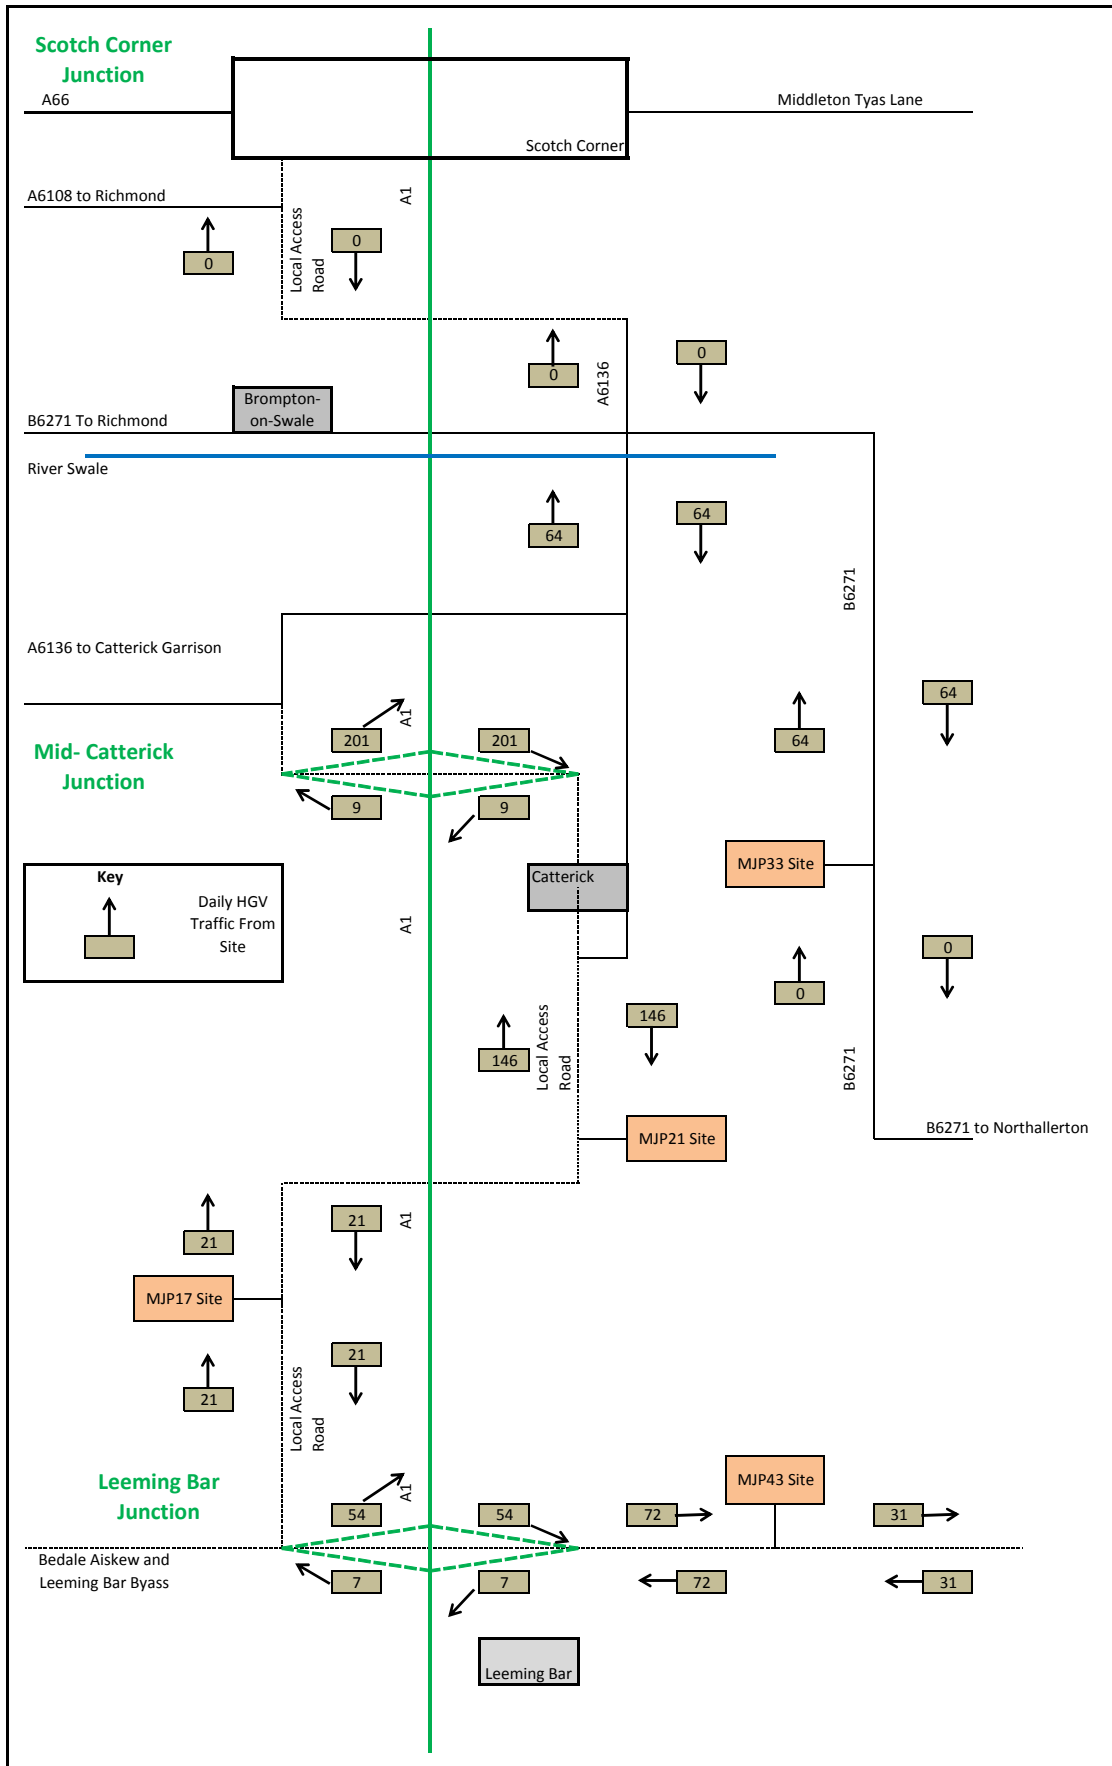 Scotch Corner
Junction
A66
Middleton Tyas Lane
Scotch Corner
A1
A6108 to Richmond
Local Access
Road
0
0
0
0
A6136
Brompton-
on-Swale
B6271 To Richmond
River Swale
64
64
B6271
A6136 to Catterick Garrison
64
64
A1
201
201
Mid- Catterick
Junction
9
9
MJP33 Site
Key
Daily HGV
Traffic From
Site
Catterick
A1
0
0
146
146
Local Access
Road
B6271
MJP21 Site
B6271 to Northallerton
21
21
A1
MJP17 Site
21
21
Local Access
Road
Leeming Bar
Junction
A1
MJP43 Site
54
54
72
31
Bedale Aiskew and
Leeming Bar Byass
7
7
72
31
Leeming Bar